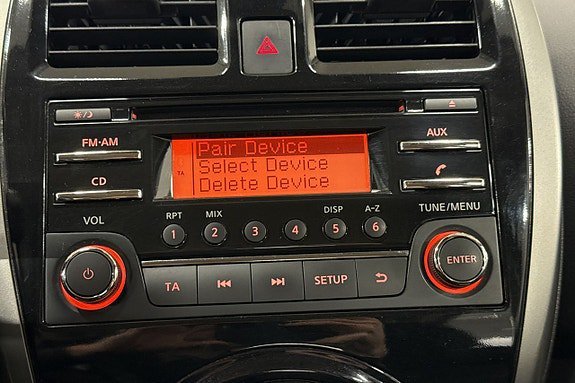 FM·AM
CD
VOL
TA
Pair Device
Select Device
Delete Device
AUX
TUNE/MENU
RPT
MIX
DISP
A-Z
1
2
3
4
5
6
TA
SETUP
ENTER